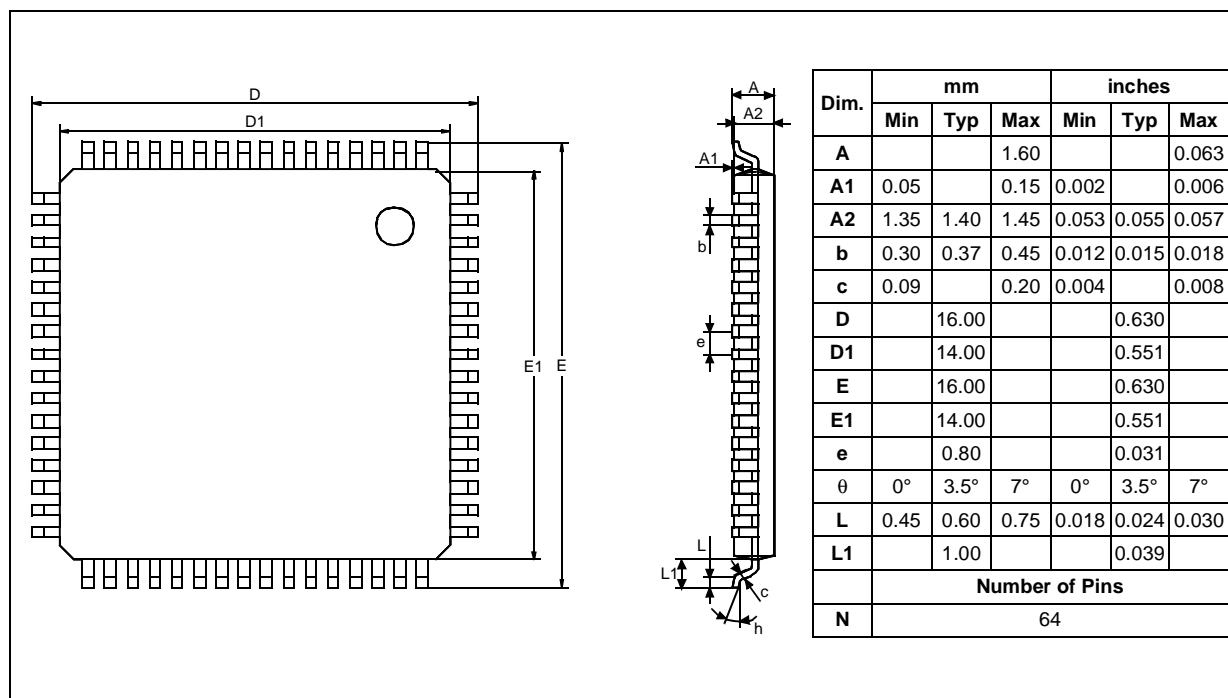 D
D1
E1
E
A
A2
A1
b
e
L
L1
c
h
Dim. mm inches
Min Typ Max Min Typ Max
A 1.60 0.063
A1 0.05 0.15 0.002 0.006
A2 1.35 1.40 1.45 0.053 0.055 0.057
b 0.30 0.37 0.45 0.012 0.015 0.018
c 0.09 0.20 0.004 0.008
D 16.00 0.630
D1 14.00 0.551
E 16.00 0.630
E1 14.00 0.551
e 0.80 0.031
θ 0° 3.5° 7° 0° 3.5° 7°
L 0.45 0.60 0.75 0.018 0.024 0.030
L1 1.00 0.039
Number of Pins
N 64